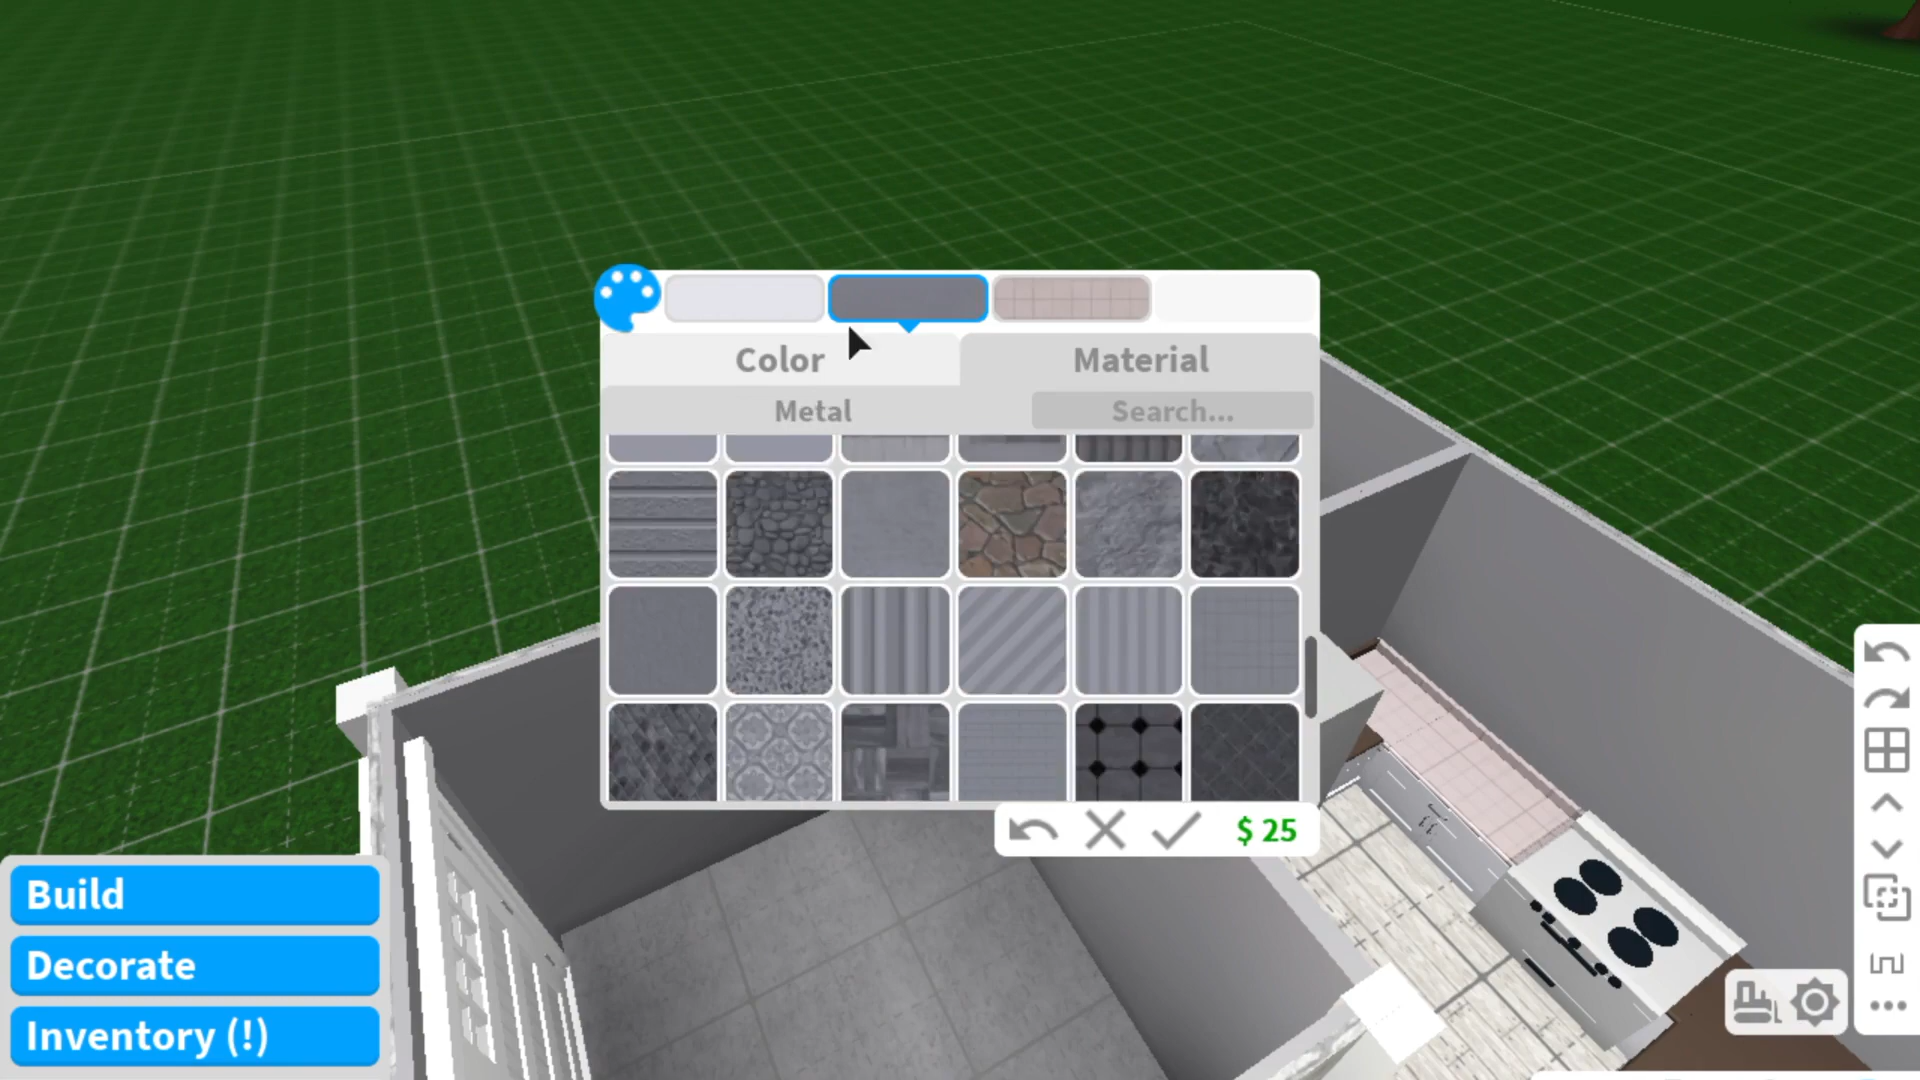 Color
Material
Metal
Search...
$ 25
Build
Decorate
Inventory (!)